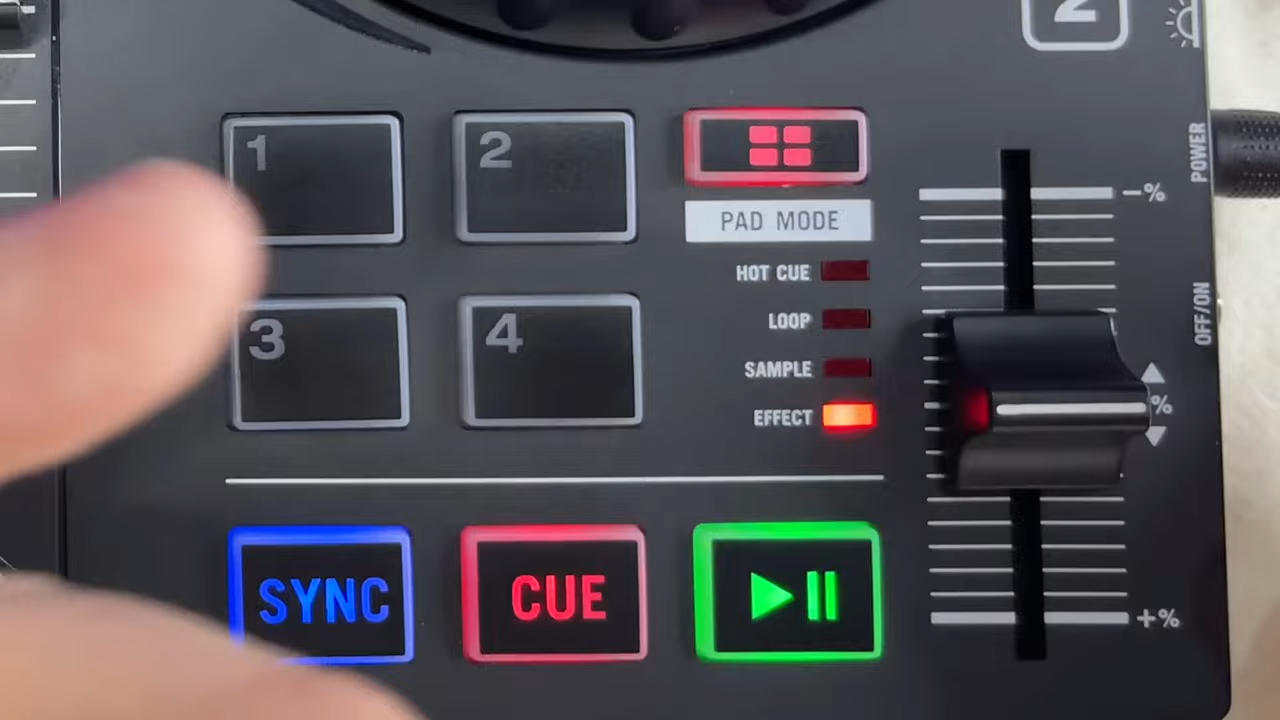 2
1
2
POWER
−%
PAD MODE
HOT CUE
LOOP
OFF/ON
3
4
SAMPLE
%
EFFECT
SYNC
CUE
+%